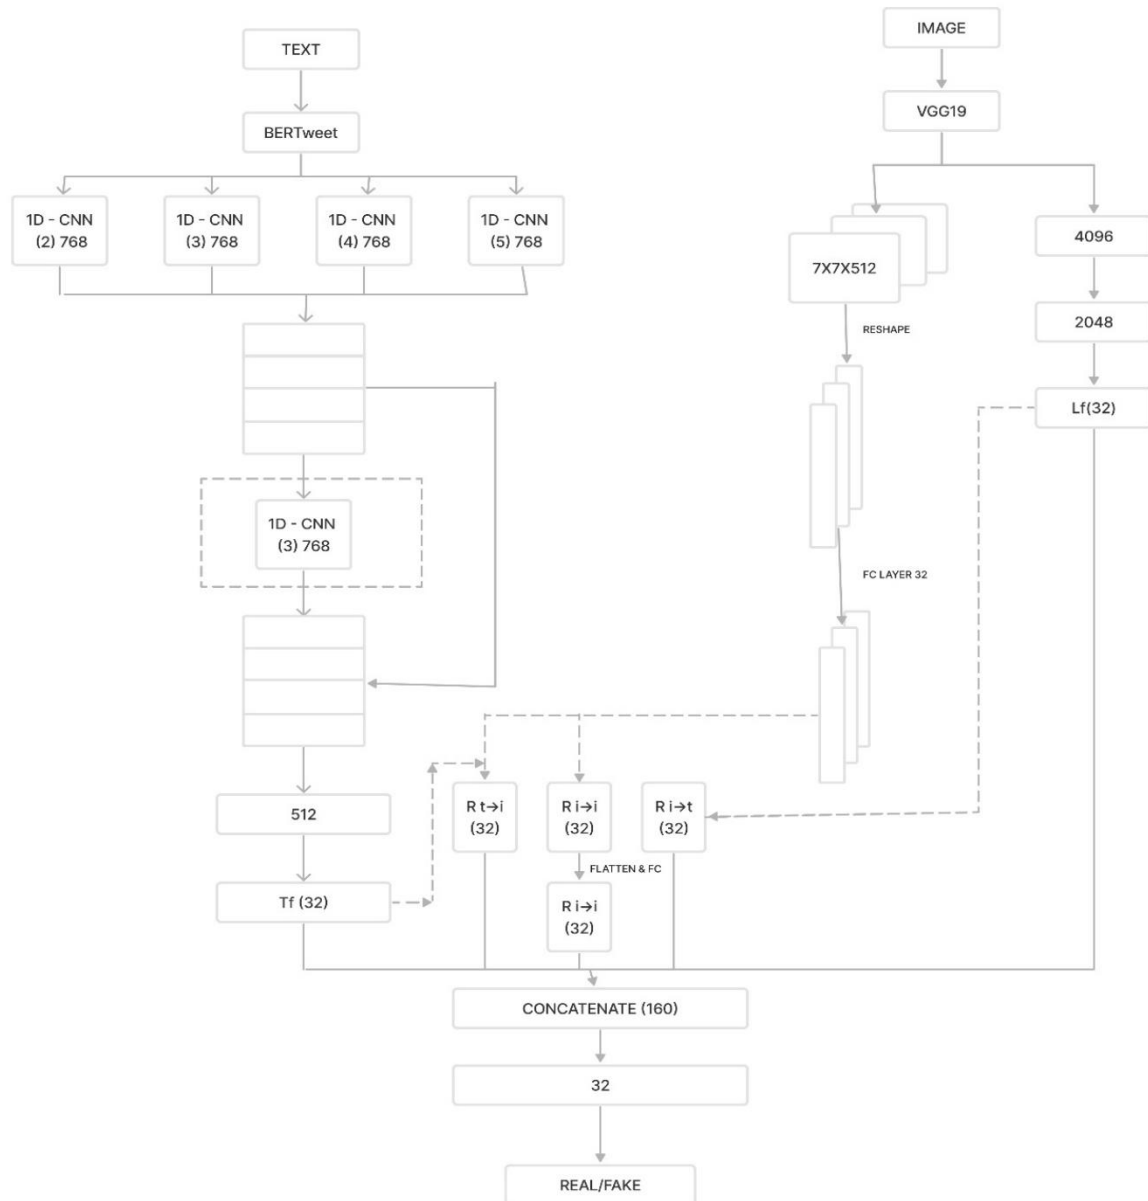 TEXT
BERTweet
1D - CNN
(2) 768
1D - CNN
(3) 768
1D - CNN
(4) 768
1D - CNN
(5) 768
1D - CNN
(3) 768
512
Tf (32)
IMAGE
VGG19
7X7X512
RESHAPE
FC LAYER 32
4096
2048
Lf(32)
R t→i
(32)
R i→i
(32)
FLATTEN & FC
R i→i
(32)
R i→t
(32)
CONCATENATE (160)
32
REAL/FAKE